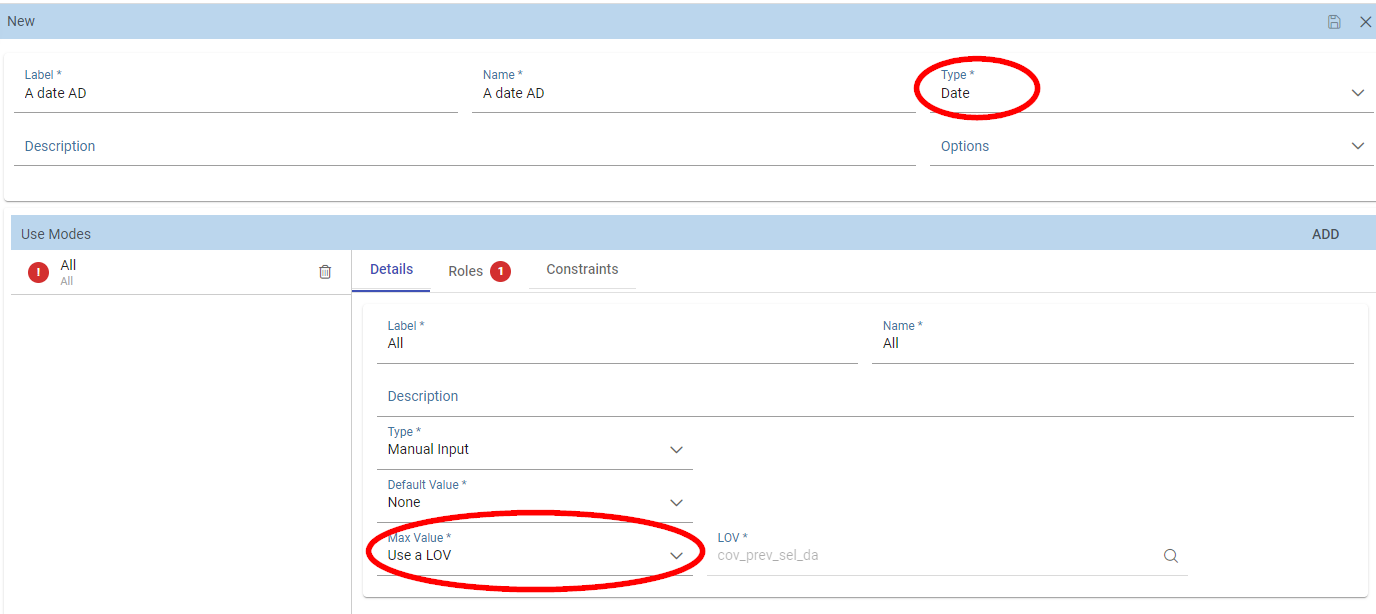 New
Label *
A date AD
Name *
A date AD
Type *
Date
Description
Options
Use Modes
ADD
!
All
All
Details
Roles 1
Constraints
Label *
All
Name *
All
Description
Type *
Manual Input
Default Value *
None
Max Value *
Use a LOV
LOV *
cov_prev_sel_da